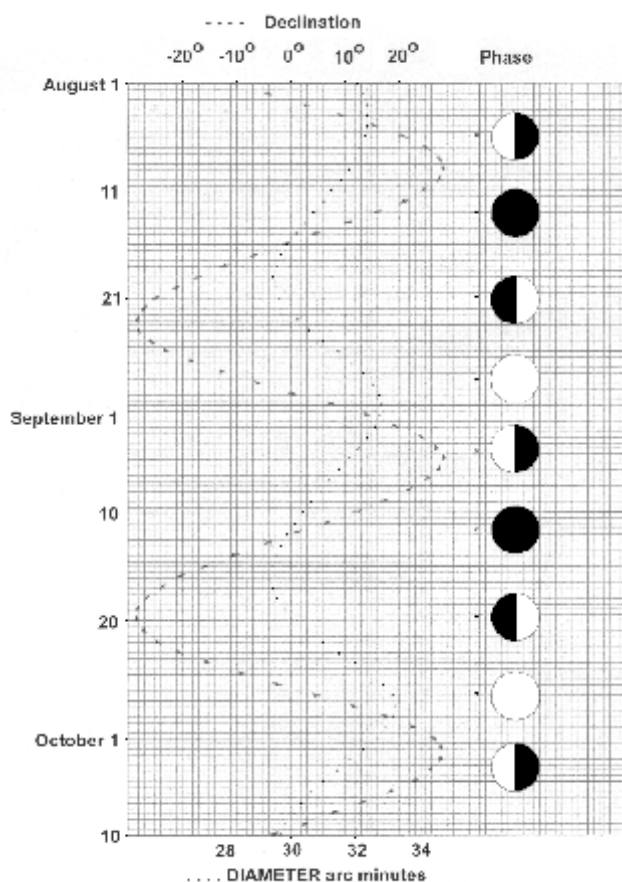 ---- Declination
-20° -10° 0° 10° 20° Phase
August 1
11
21
September 1
10
20
October 1
10
28 30 32 34
.... DIAMETER arc minutes